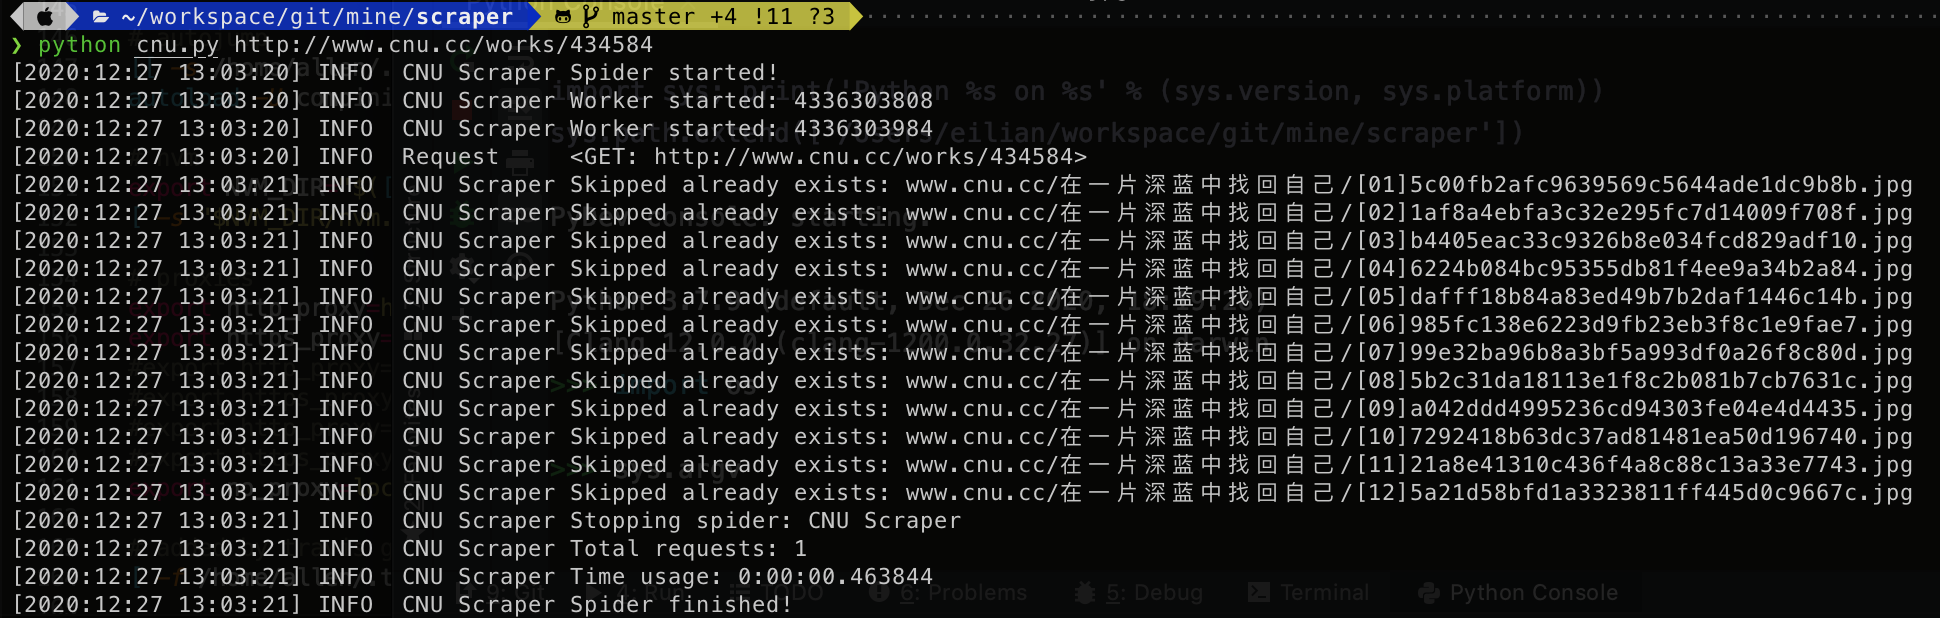 ~/workspace/git/mine/scraper master +4 !11 ?3
❯ python cnu.py http://www.cnu.cc/works/434584
[2020:12:27 13:03:20] INFO CNU Scraper Spider started!
[2020:12:27 13:03:20] INFO CNU Scraper Worker started: 4336303808
[2020:12:27 13:03:20] INFO CNU Scraper Worker started: 4336303984
[2020:12:27 13:03:20] INFO Request <GET: http://www.cnu.cc/works/434584>
[2020:12:27 13:03:21] INFO CNU Scraper Skipped already exists: www.cnu.cc/在一片深蓝中找回自己/[01]5c00fb2afc9639569c5644ade1dc9b8b.jpg
[2020:12:27 13:03:21] INFO CNU Scraper Skipped already exists: www.cnu.cc/在一片深蓝中找回自己/[02]1af8a4ebfa3c32e295fc7d14009f708f.jpg
[2020:12:27 13:03:21] INFO CNU Scraper Skipped already exists: www.cnu.cc/在一片深蓝中找回自己/[03]b4405eac33c9326b8e034fcd829adf10.jpg
[2020:12:27 13:03:21] INFO CNU Scraper Skipped already exists: www.cnu.cc/在一片深蓝中找回自己/[04]6224b084bc95355db81f4ee9a34b2a84.jpg
[2020:12:27 13:03:21] INFO CNU Scraper Skipped already exists: www.cnu.cc/在一片深蓝中找回自己/[05]dafff18b84a83ed49b7b2daf1446c14b.jpg
[2020:12:27 13:03:21] INFO CNU Scraper Skipped already exists: www.cnu.cc/在一片深蓝中找回自己/[06]985fc138e6223d9fb23eb3f8c1e9fae7.jpg
[2020:12:27 13:03:21] INFO CNU Scraper Skipped already exists: www.cnu.cc/在一片深蓝中找回自己/[07]99e32ba96b8a3bf5a993df0a26f8c80d.jpg
[2020:12:27 13:03:21] INFO CNU Scraper Skipped already exists: www.cnu.cc/在一片深蓝中找回自己/[08]5b2c31da18113e1f8c2b081b7cb7631c.jpg
[2020:12:27 13:03:21] INFO CNU Scraper Skipped already exists: www.cnu.cc/在一片深蓝中找回自己/[09]a042ddd4995236cd94303fe04e4d4435.jpg
[2020:12:27 13:03:21] INFO CNU Scraper Skipped already exists: www.cnu.cc/在一片深蓝中找回自己/[10]7292418b63dc37ad81481ea50d196740.jpg
[2020:12:27 13:03:21] INFO CNU Scraper Skipped already exists: www.cnu.cc/在一片深蓝中找回自己/[11]21a8e41310c436f4a8c88c13a33e7743.jpg
[2020:12:27 13:03:21] INFO CNU Scraper Skipped already exists: www.cnu.cc/在一片深蓝中找回自己/[12]5a21d58bfd1a3323811ff445d0c9667c.jpg
[2020:12:27 13:03:21] INFO CNU Scraper Stopping spider: CNU Scraper
[2020:12:27 13:03:21] INFO CNU Scraper Total requests: 1
[2020:12:27 13:03:21] INFO CNU Scraper Time usage: 0:00:00.463844
[2020:12:27 13:03:21] INFO CNU Scraper Spider finished!
import sys; print('Python %s on %s' % (sys.version, sys.platform))
6: Problems
5: Debug
Terminal
Python Console